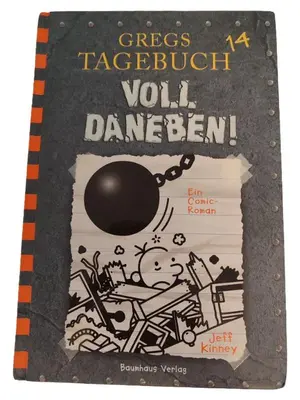 GREGS
TAGEBUCH 14
VOLL
DANEBEN!
Ein
Comic-
Roman
Jeff
Kinney
Baumhaus Verlag